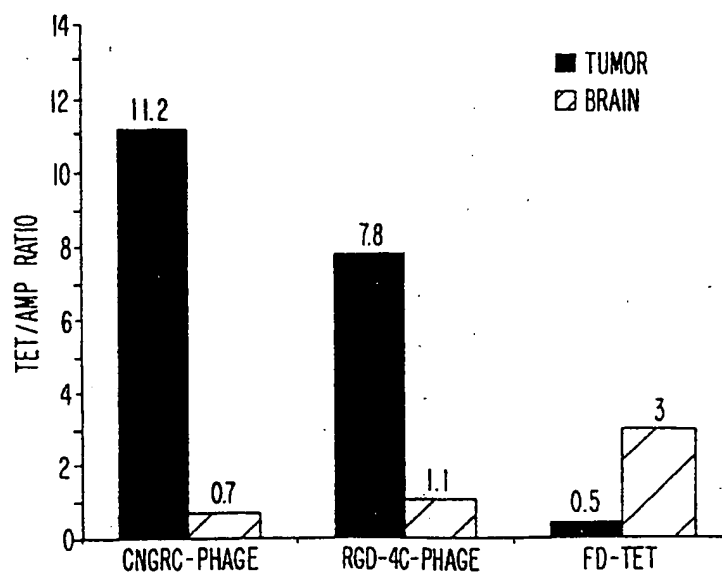 14
12
10
8
6
4
2
0
TET/AMP RATIO
TUMOR
BRAIN
11.2
0.7
7.8
1.1
0.5
3
CNGRC-PHAGE
RGD-4C-PHAGE
FD-TET